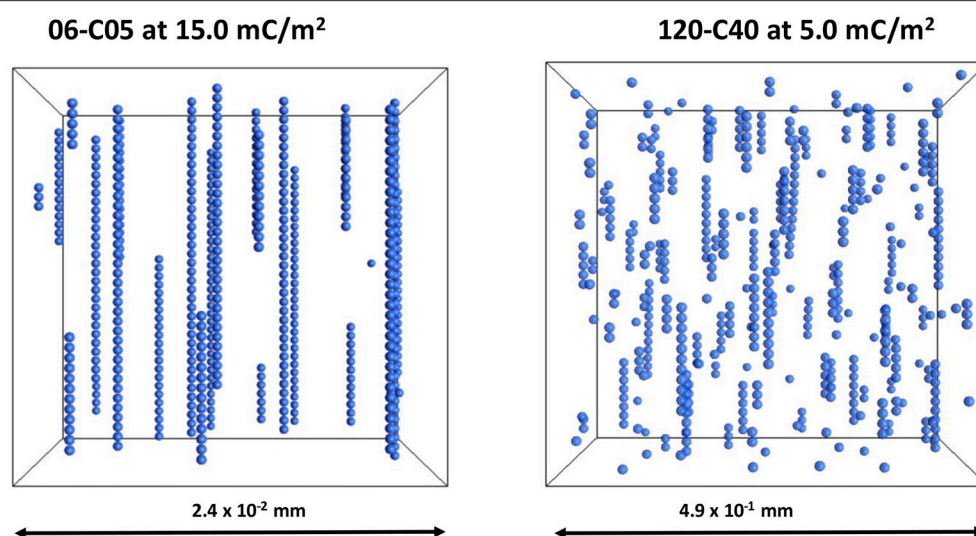 06-C05 at 15.0 mC/m²
120-C40 at 5.0 mC/m²
2.4 x 10⁻² mm
4.9 x 10⁻¹ mm